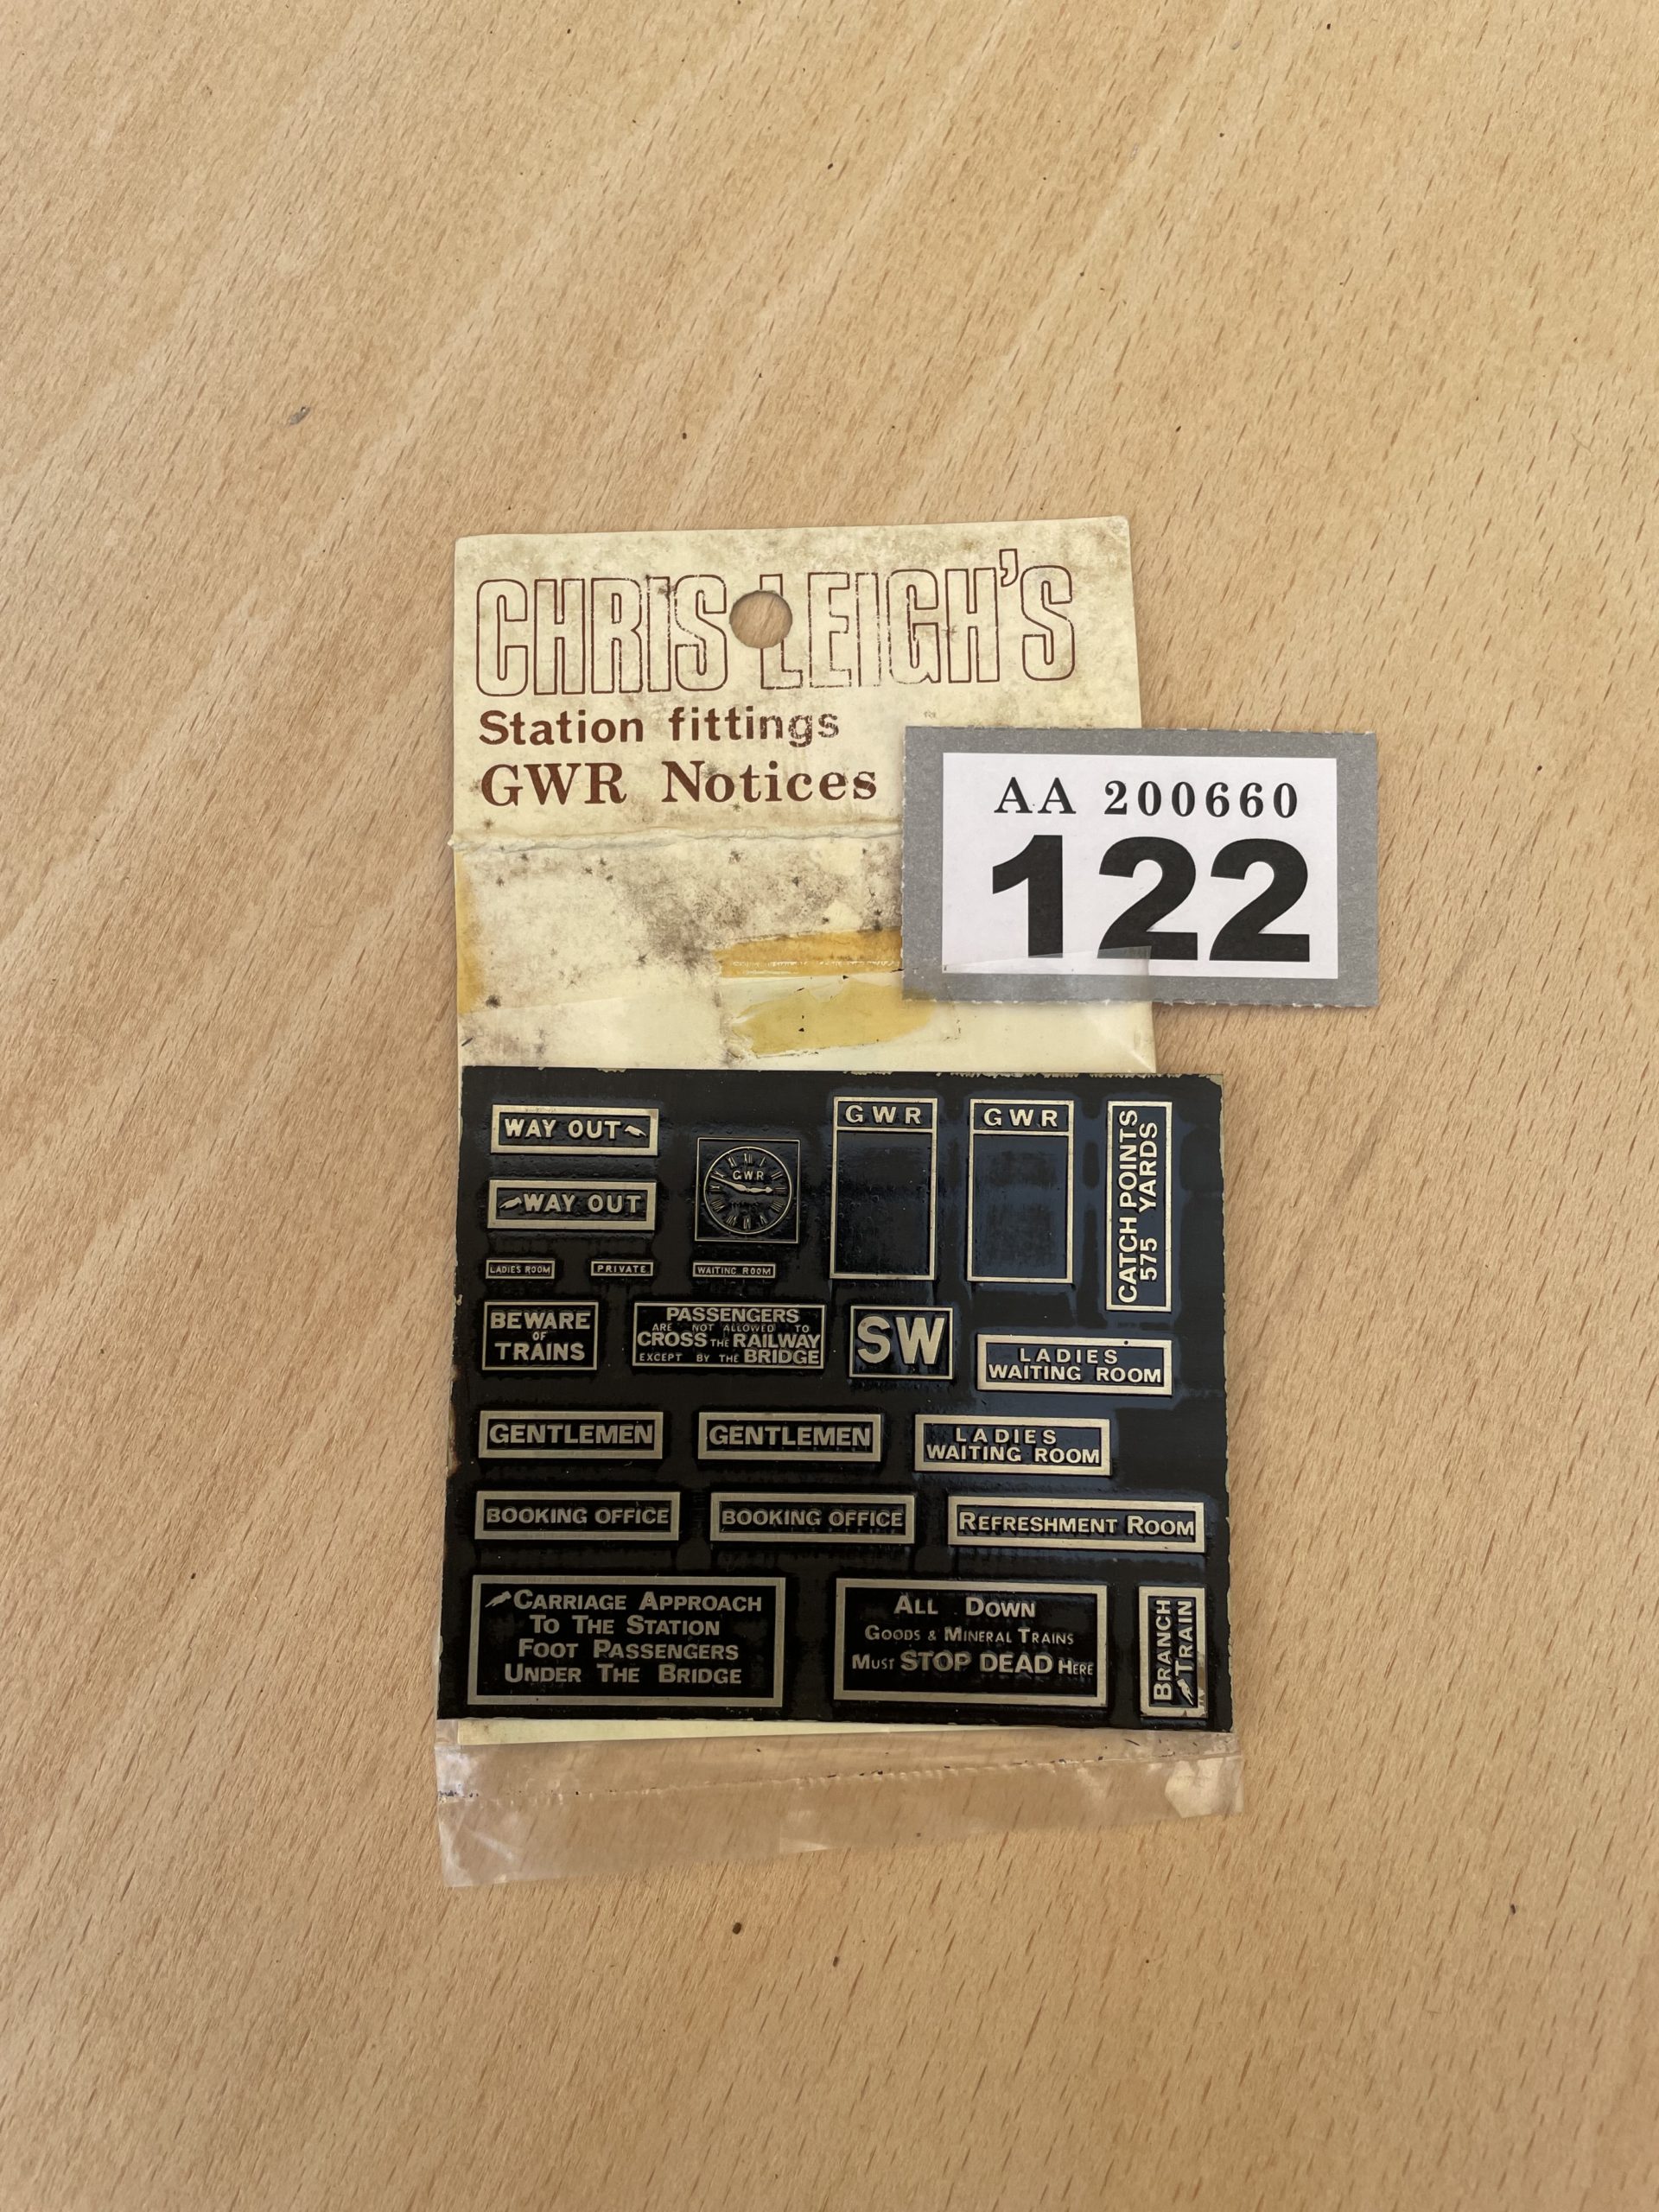 CHRIS LEIGH'S
Station fittings
GWR Notices
AA 200660
122
WAY OUT
WAY OUT
GWR
GWR
GWR
CATCH POINTS
575 YARDS
LADIES ROOM
PRIVATE
WAITING ROOM
BEWARE
OF
TRAINS
PASSENGERS
ARE NOT ALLOWED TO
CROSS THE RAILWAY
EXCEPT BY THE BRIDGE
SW
LADIES
WAITING ROOM
GENTLEMEN
GENTLEMEN
LADIES
WAITING ROOM
BOOKING OFFICE
BOOKING OFFICE
REFRESHMENT ROOM
CARRIAGE APPROACH
TO THE STATION
FOOT PASSENGERS
UNDER THE BRIDGE
ALL DOWN
GOODS & MINERAL TRAINS
MUST STOP DEAD HERE
BRANCH
TRAIN